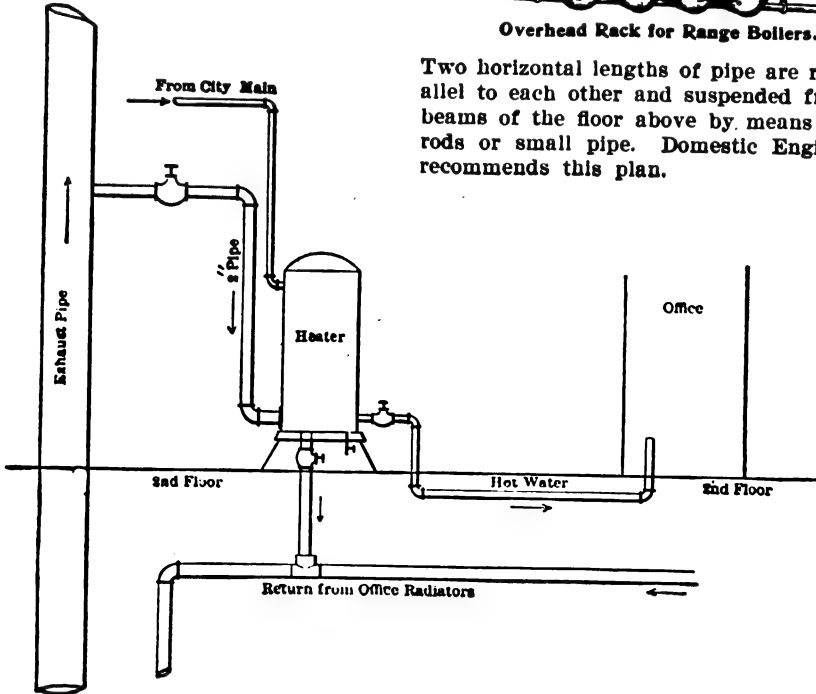 Overhead Rack for Range Boilers.
Two horizontal lengths of pipe are
allel to each other and suspended
beams of the floor above by means
rods or small pipe. Domestic
recommends this plan.
From City Main
2" Pipe
Exhaust Pipe
Heater
Office
2nd Floor
Hot Water
2nd Floor
Return from Office Radiators